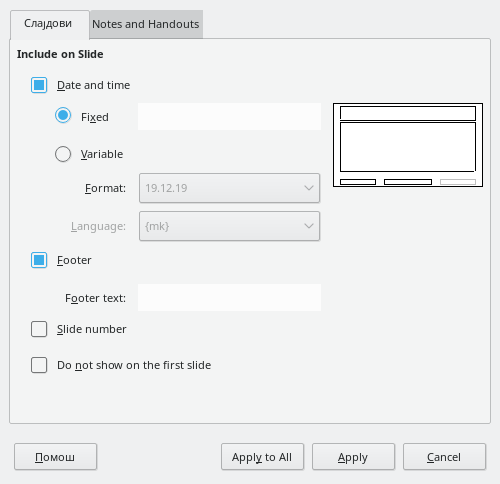 Слајдови
Notes and Handouts
Include on Slide
Date and time
Fixed
Variable
Format:
19.12.19
Language:
{mk}
Footer
Footer text:
Slide number
Do not show on the first slide
Помош
Apply to All
Apply
Cancel